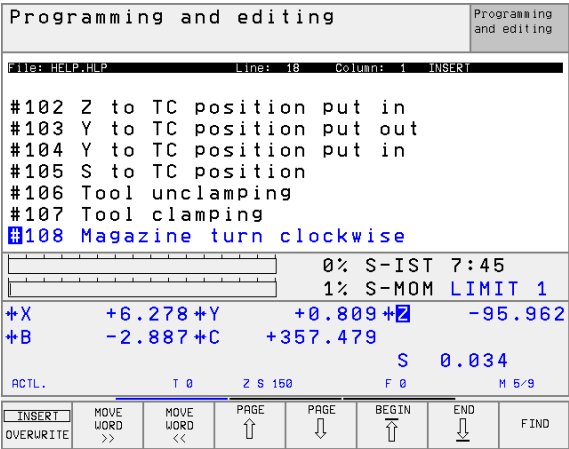 Programming and editing
Programming
and editing
File: HELP.HLP Line: 18 Column: 1 INSERT
#102 Z to TC position put in
#103 Y to TC position put out
#104 Y to TC position put in
#105 S to TC position
#106 Tool unclamping
#107 Tool clamping
#108 Magazine turn clockwise
0% S-IST 7:45
1% S-MOM LIMIT 1
X +6.278 Y +0.809 Z -95.962
B -2.887 C +357.479
S 0.034
ACTL. T 0 Z S 150 F 0 M 5/9
INSERT
OVERWRITE
MOVE
WORD
>>
MOVE
WORD
<<
PAGE
⇧
PAGE
⇩
BEGIN
⇧
END
⇩
FIND